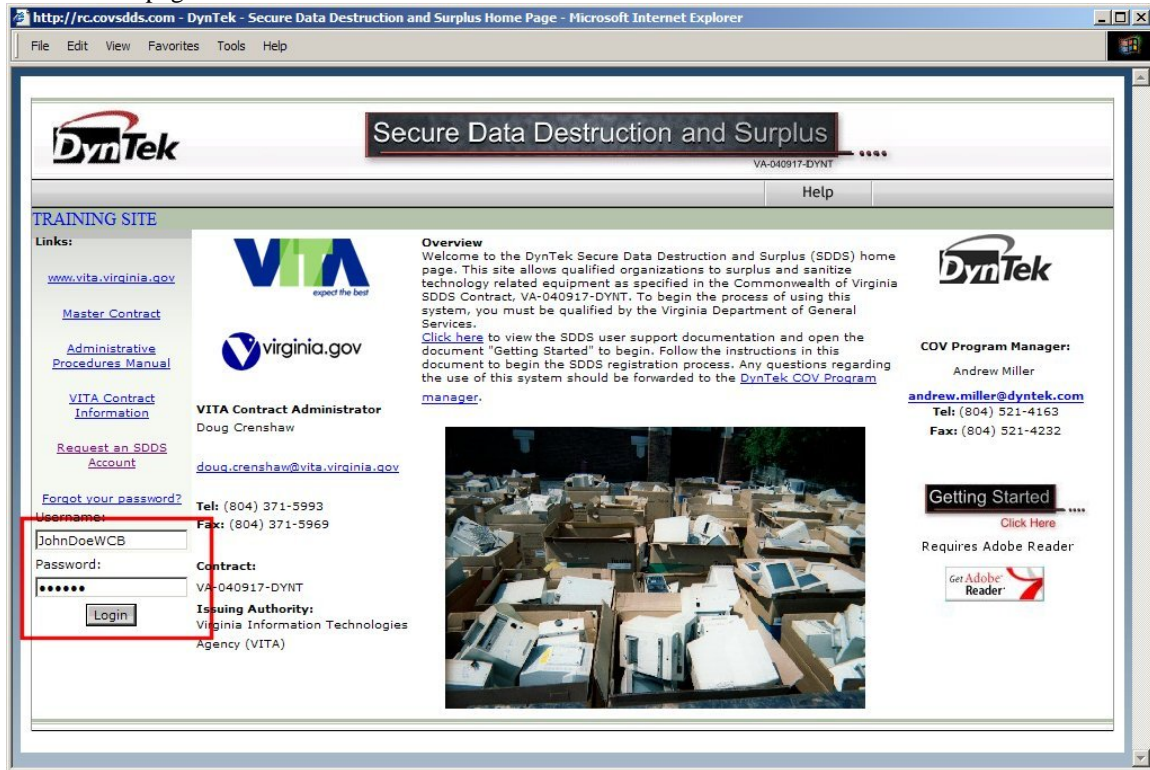 http://rc.covsdds.com - DynTek - Secure Data Destruction and Surplus Home Page - Microsoft Internet Explorer
File Edit View Favorites Tools Help
DynTek
Secure Data Destruction and Surplus
VA-040917-DYNT
Help
TRAINING SITE
Links:
www.vita.virginia.gov
Master Contract
Administrative
Procedures Manual
VITA Contract
Information
Request an SDDS
Account
Forgot your password?
Username:
JohnDoeWCB
Password:
••••••
Login
VITA
expect the best
virginia.gov
VITA Contract Administrator
Doug Crenshaw
doug.crenshaw@vita.virginia.gov
Tel: (804) 371-5993
Fax: (804) 371-5969
Contract:
VA-040917-DYNT
Issuing Authority:
Virginia Information Technologies
Agency (VITA)
Overview
Welcome to the DynTek Secure Data Destruction and Surplus (SDDS) home
page. This site allows qualified organizations to surplus and sanitize
technology related equipment as specified in the Commonwealth of Virginia
SDDS Contract, VA-040917-DYNT. To begin the process of using this
system, you must be qualified by the Virginia Department of General
Services.
Click here to view the SDDS user support documentation and open the
document "Getting Started" to begin. Follow the instructions in this
document to begin the SDDS registration process. Any questions regarding
the use of this system should be forwarded to the DynTek COV Program
manager.
DynTek
COV Program Manager:
Andrew Miller
andrew.miller@dyntek.com
Tel: (804) 521-4163
Fax: (804) 521-4232
Getting Started
Click Here
Requires Adobe Reader
Get Adobe
Reader